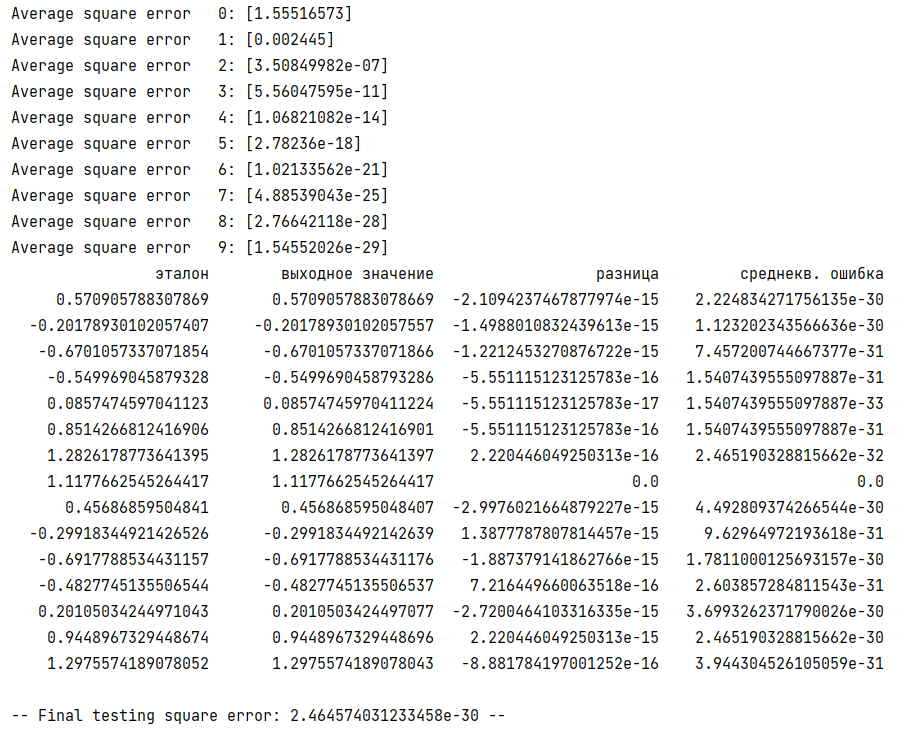 Average square error   0: [1.55516573]
Average square error   1: [0.002445]
Average square error   2: [3.50849982e-07]
Average square error   3: [5.56047595e-11]
Average square error   4: [1.06821082e-14]
Average square error   5: [2.78236e-18]
Average square error   6: [1.02133562e-21]
Average square error   7: [4.88539043e-25]
Average square error   8: [2.76642118e-28]
Average square error   9: [1.54552026e-29]
эталон выходное значение разница среднекв. ошибка
0.570905788307869 0.5709057883078669 -2.1094237467877974e-15 2.224834271756135e-30
-0.20178930102057407 -0.20178930102057557 -1.4988010832439613e-15 1.123202343566636e-30
-0.6701057337071854 -0.6701057337071866 -1.2212453270876722e-15 7.457200744667377e-31
-0.549969045879328 -0.5499690458793286 -5.551115123125783e-16 1.5407439555097887e-31
0.0857474597041123 0.08574745970411224 -5.551115123125783e-17 1.5407439555097887e-33
0.8514266812416906 0.8514266812416901 -5.551115123125783e-16 1.5407439555097887e-31
1.2826178773641395 1.2826178773641397 2.220446049250313e-16 2.465190328815662e-32
1.1177662545264417 1.1177662545264417 0.0 0.0
0.45686859504841 0.456868595048407 -2.9976021664879227e-15 4.492809374266544e-30
-0.29918344921426526 -0.2991834492142639 1.3877787807814457e-15 9.62964972193618e-31
-0.6917788534431157 -0.6917788534431176 -1.887379141862766e-15 1.7811000125693157e-30
-0.4827745135506544 -0.4827745135506537 7.216449660063518e-16 2.603857284811543e-31
0.20105034244971043 0.2010503424497077 -2.7200464103316335e-15 3.6993262371790026e-30
0.9448967329448674 0.9448967329448696 2.220446049250313e-15 2.465190328815662e-30
1.2975574189078052 1.2975574189078043 -8.881784197001252e-16 3.944304526105059e-31
-- Final testing square error: 2.464574031233458e-30 --